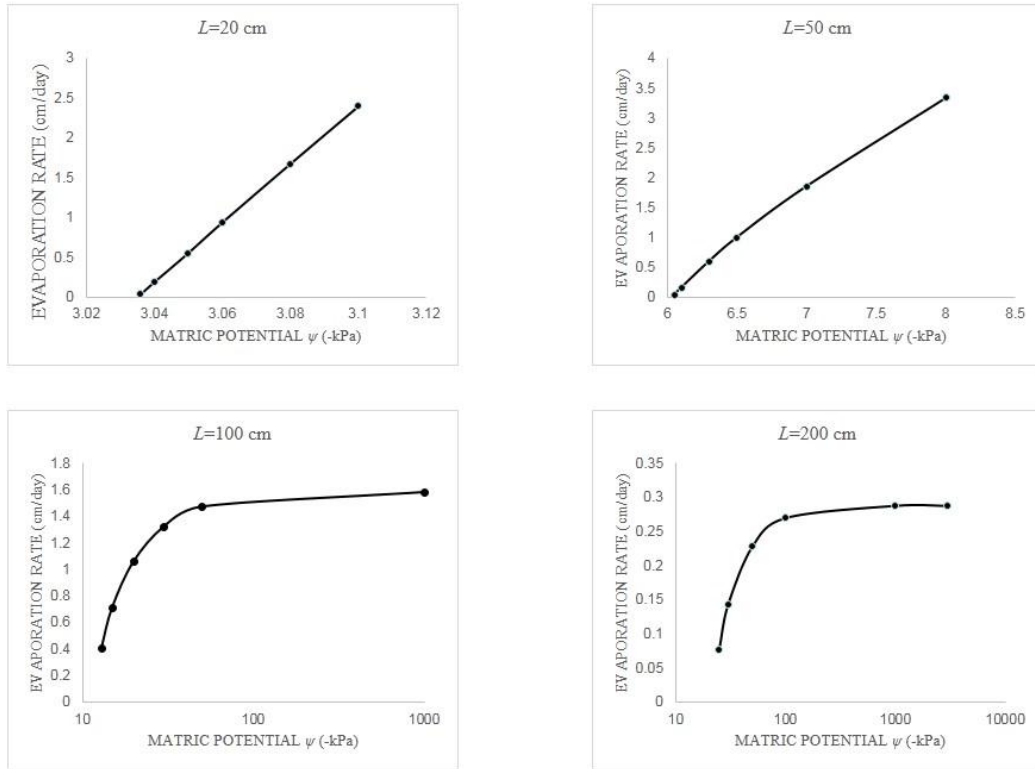 L=20 cm
EVAPORATION RATE (cm/day)
3
2.5
2
1.5
1
0.5
0
3.02 3.04 3.06 3.08 3.1 3.12
MATRIC POTENTIAL ψ (-kPa)
L=50 cm
EV APORATION RATE (cm/day)
4
3.5
3
2.5
2
1.5
1
0.5
0
6 6.5 7 7.5 8 8.5
MATRIC POTENTIAL ψ (-kPa)
L=100 cm
EV APORATION RATE (cm/day)
1.8
1.6
1.4
1.2
1
0.8
0.6
0.4
0.2
0
10 100 1000
MATRIC POTENTIAL ψ (-kPa)
L=200 cm
EV APORATION RATE (cm/day)
0.35
0.3
0.25
0.2
0.15
0.1
0.05
0
10 100 1000 10000
MATRIC POTENTIAL ψ (-kPa)